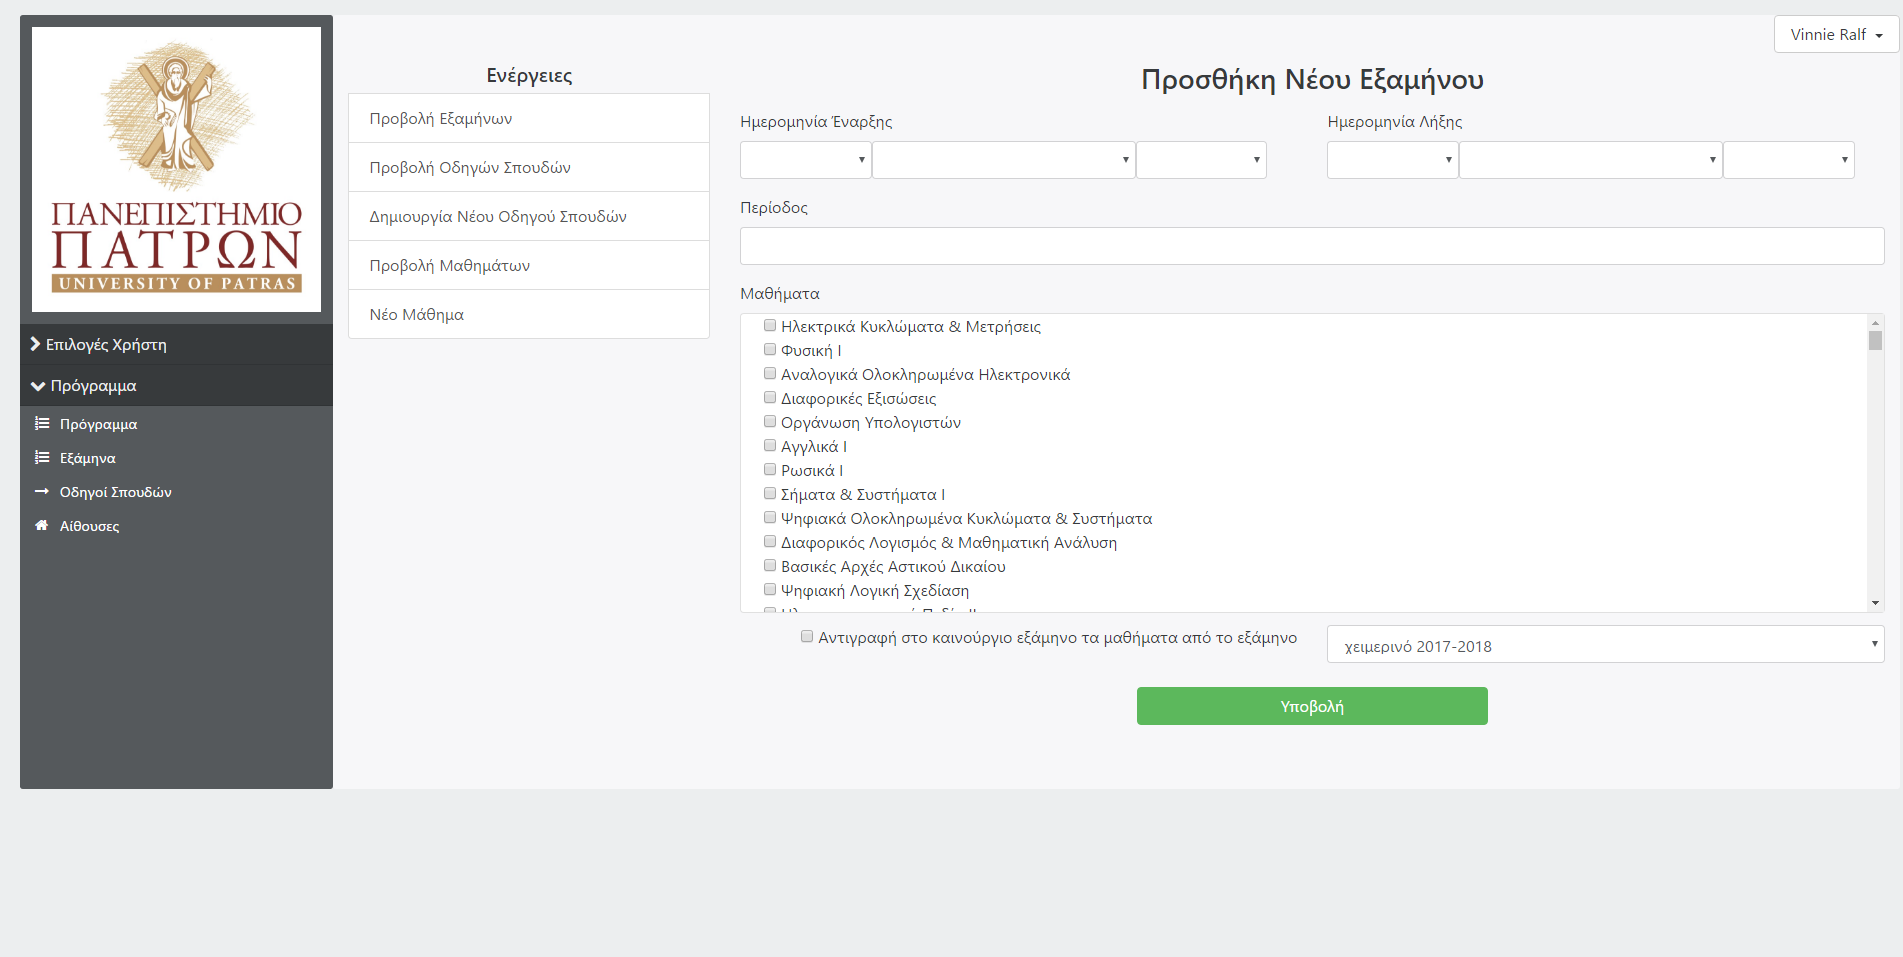 Vinnie Ralf
ΠΑΝΕΠΙΣΤΗΜΙΟ
ΠΑΤΡΩΝ
UNIVERSITY OF PATRAS
Επιλογές Χρήστη
Πρόγραμμα
Πρόγραμμα
Εξάμηνα
Οδηγοί Σπουδών
Αίθουσες
Ενέργειες
Προβολή Εξαμήνων
Προβολή Οδηγών Σπουδών
Δημιουργία Νέου Οδηγού Σπουδών
Προβολή Μαθημάτων
Νέο Μάθημα
Προσθήκη Νέου Εξαμήνου
Ημερομηνία Έναρξης
Ημερομηνία Λήξης
Περίοδος
Μαθήματα
Ηλεκτρικά Κυκλώματα & Μετρήσεις
Φυσική Ι
Αναλογικά Ολοκληρωμένα Ηλεκτρονικά
Διαφορικές Εξισώσεις
Οργάνωση Υπολογιστών
Αγγλικά Ι
Ρωσικά Ι
Σήματα & Συστήματα Ι
Ψηφιακά Ολοκληρωμένα Κυκλώματα & Συστήματα
Διαφορικός Λογισμός & Μαθηματική Ανάλυση
Βασικές Αρχές Αστικού Δικαίου
Ψηφιακή Λογική Σχεδίαση
Αντιγραφή στο καινούργιο εξάμηνο τα μαθήματα από το εξάμηνο
χειμερινό 2017-2018
Υποβολή